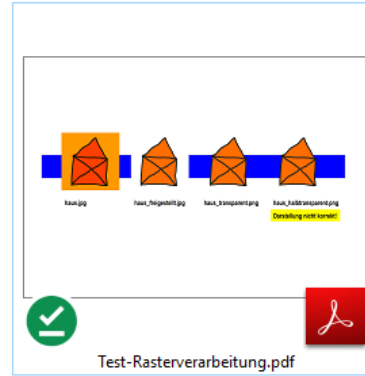 haus.jpg haus_freigestellt.jpg haus_transparent.png haus_halbtransparent.png
Darstellung nicht korrekt!
Test-Rasterverarbeitung.pdf